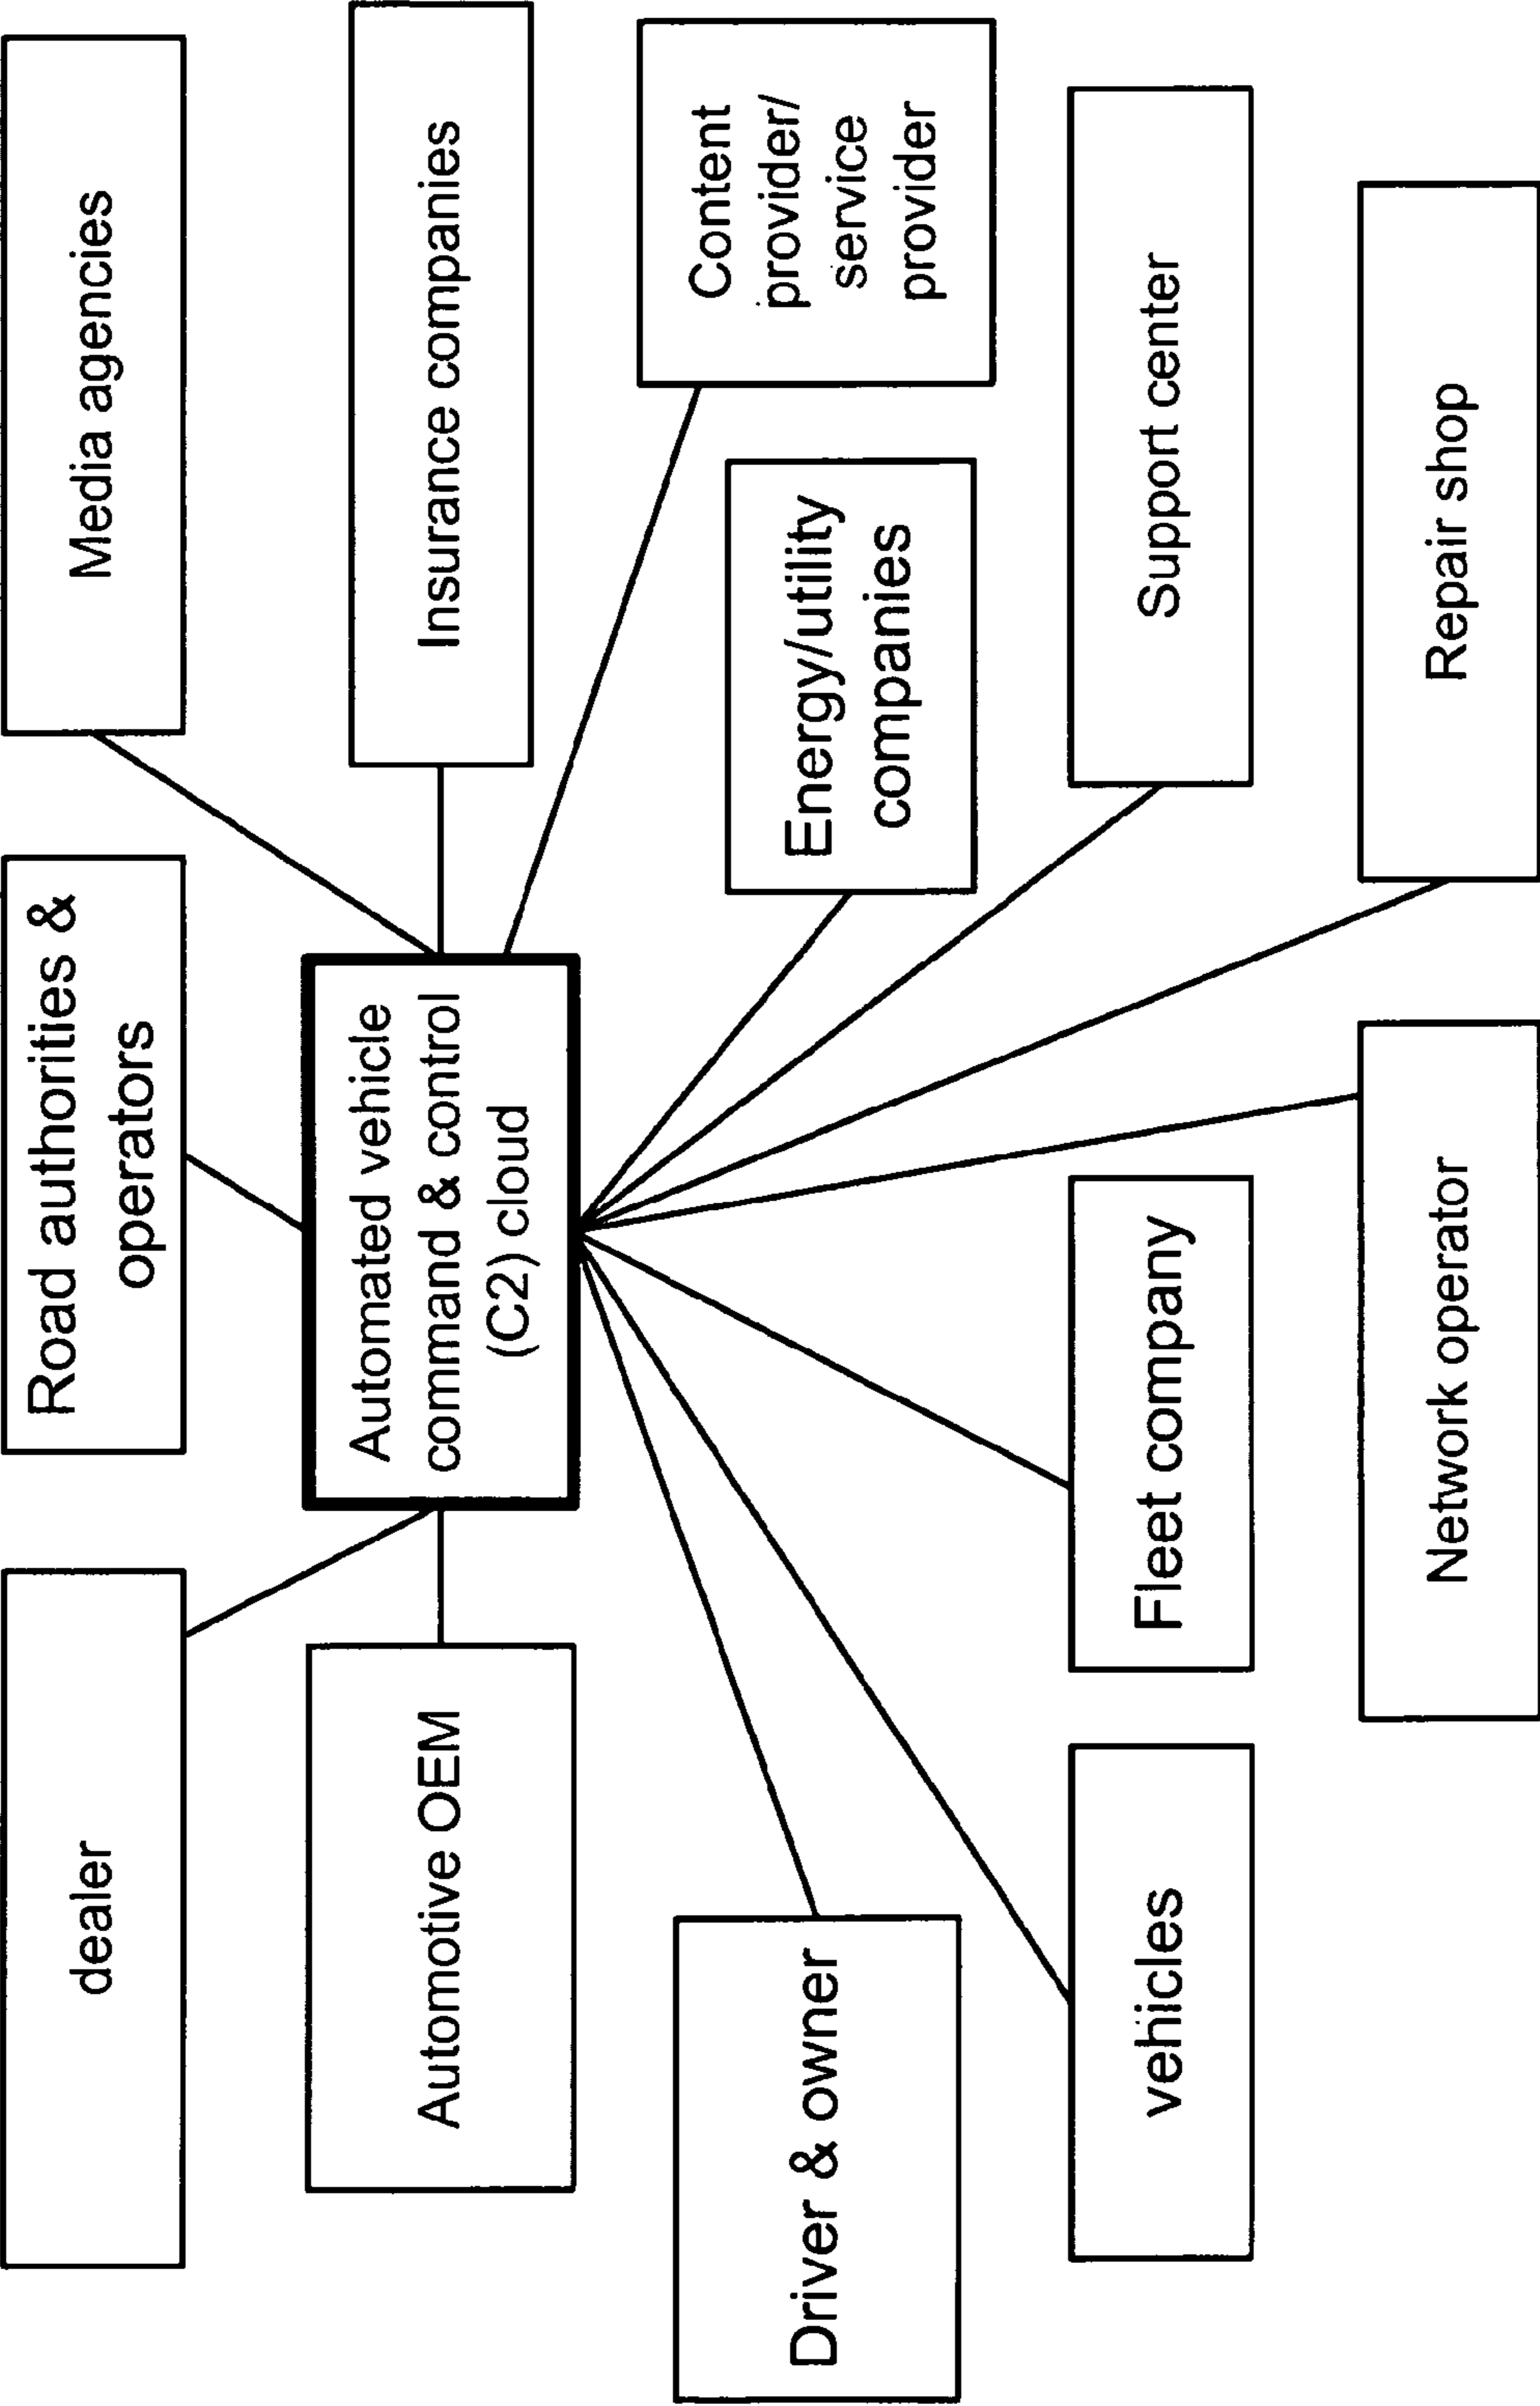 dealer
Road authorities &
operators
Media agencies
Automotive OEM
Automated vehicle
command & control
(C2) cloud
Insurance companies
Content
provider/
service
provider
Driver & owner
Energy/utility
companies
vehicles
Fleet company
Support center
Network operator
Repair shop